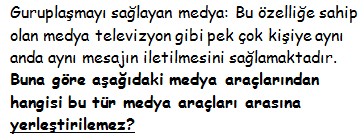 Guruplaşmayı sağlayan medya: Bu özelliğe sahip
olan medya televizyon gibi pek çok kişiye aynı
anda aynı mesajın iletilmesini sağlamaktadır.
Buna göre aşağıdaki medya araçlarından
hangisi bu tür medya araçları arasına
yerleştirilemez?